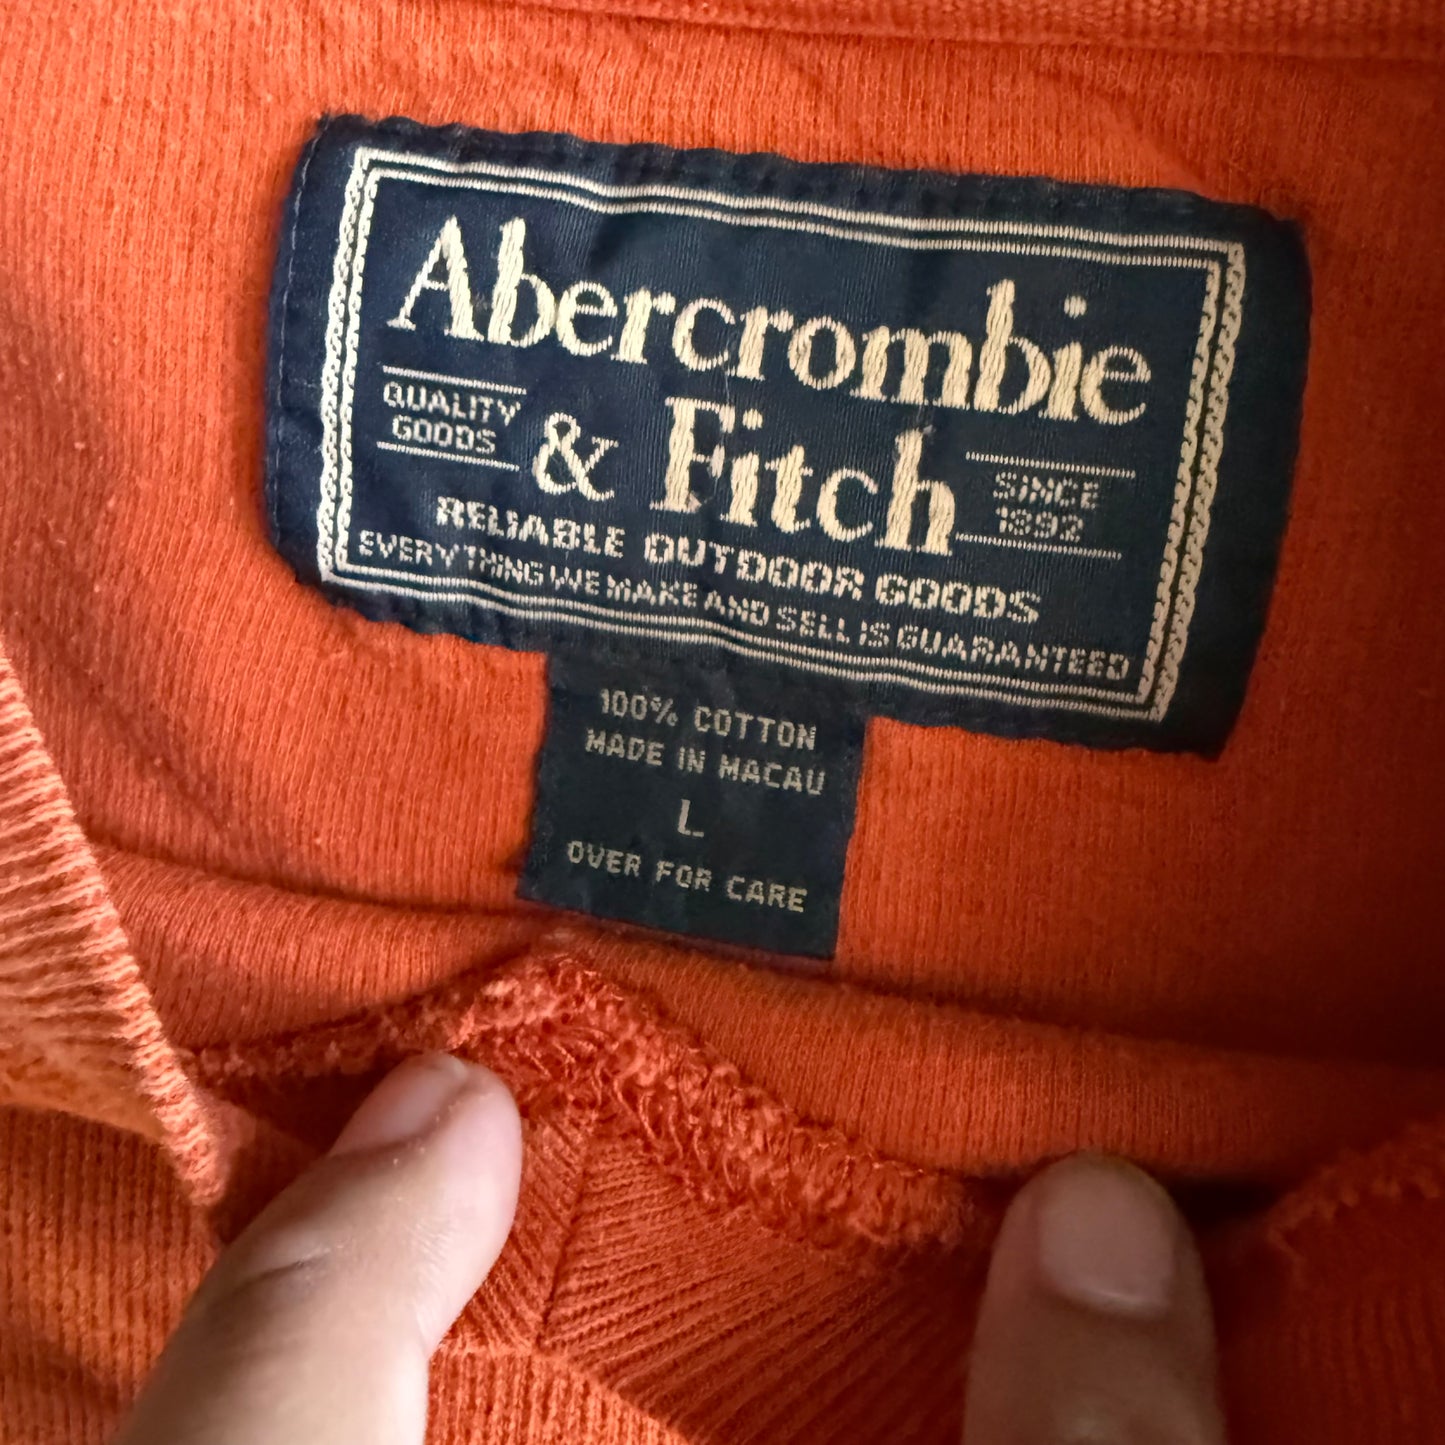 Abercrombie
QUALITY
GOODS
& Fitch
SINCE
1892
RELIABLE OUTDOOR GOODS
EVERYTHING WE MAKE AND SELL IS GUARANTEED
100% COTTON
MADE IN MACAU
L
OVER FOR CARE